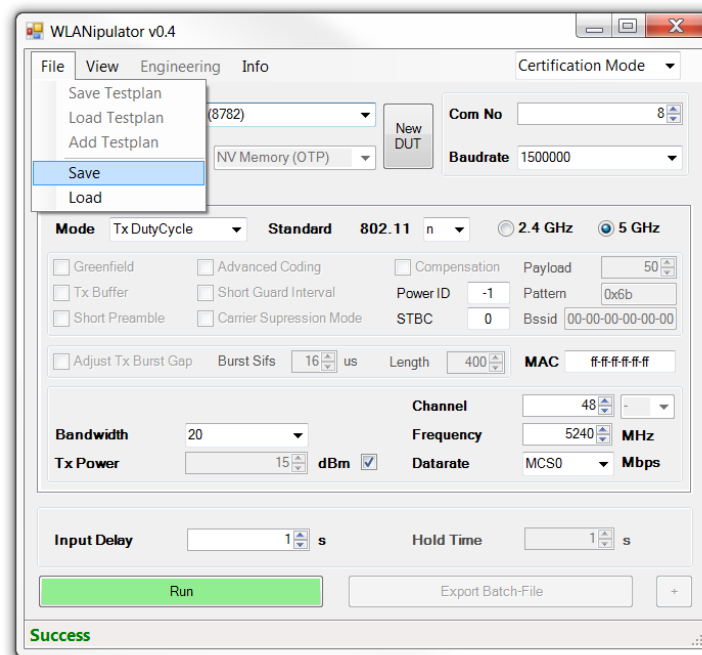 WLANipulator v0.4
File View Engineering Info Certification Mode
Save Testplan
Load Testplan
Add Testplan
Save
Load
(8782)
NV Memory (OTP)
New
DUT
Com No 8
Baudrate 1500000
Mode Tx DutyCycle Standard 802.11 n 2.4 GHz 5 GHz
Greenfield Advanced Coding Compensation Payload 50
Tx Buffer Short Guard Interval Power ID -1 Pattern 0x6b
Short Preamble Carrier Supression Mode STBC 0 Bssid 00-00-00-00-00-00
Adjust Tx Burst Gap Burst Sifs 16 us Length 400 MAC ff-ff-ff-ff-ff-ff
Channel 48 -
Bandwidth 20 Frequency 5240 MHz
Tx Power 15 dBm Datarate MCS0 Mbps
Input Delay 1 s Hold Time 1 s
Run Export Batch-File +
Success